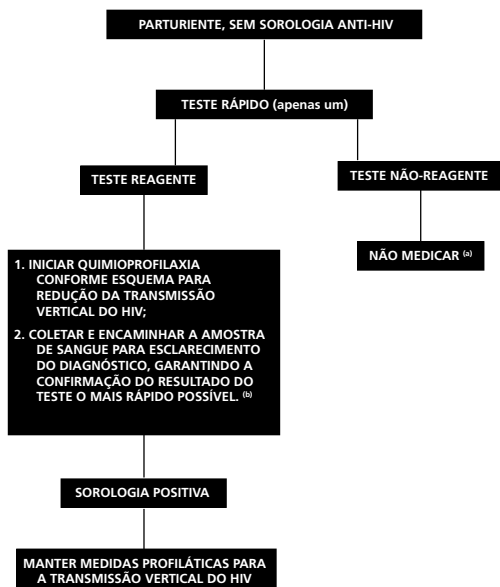 PARTURIENTE, SEM SOROLOGIA ANTI-HIV
TESTE RÁPIDO (apenas um)
TESTE REAGENTE
TESTE NÃO-REAGENTE
NÃO MEDICAR (a)
1. INICIAR QUIMIOPROFILAXIA
CONFORME ESQUEMA PARA
REDUÇÃO DA TRANSMISSÃO
VERTICAL DO HIV;
2. COLETAR E ENCAMINHAR A AMOSTRA
DE SANGUE PARA ESCLARECIMENTO
DO DIAGNÓSTICO, GARANTINDO A
CONFIRMAÇÃO DO RESULTADO DO
TESTE O MAIS RÁPIDO POSSÍVEL. (b)
SOROLOGIA POSITIVA
MANTER MEDIDAS PROFILÁTICAS PARA
A TRANSMISSÃO VERTICAL DO HIV